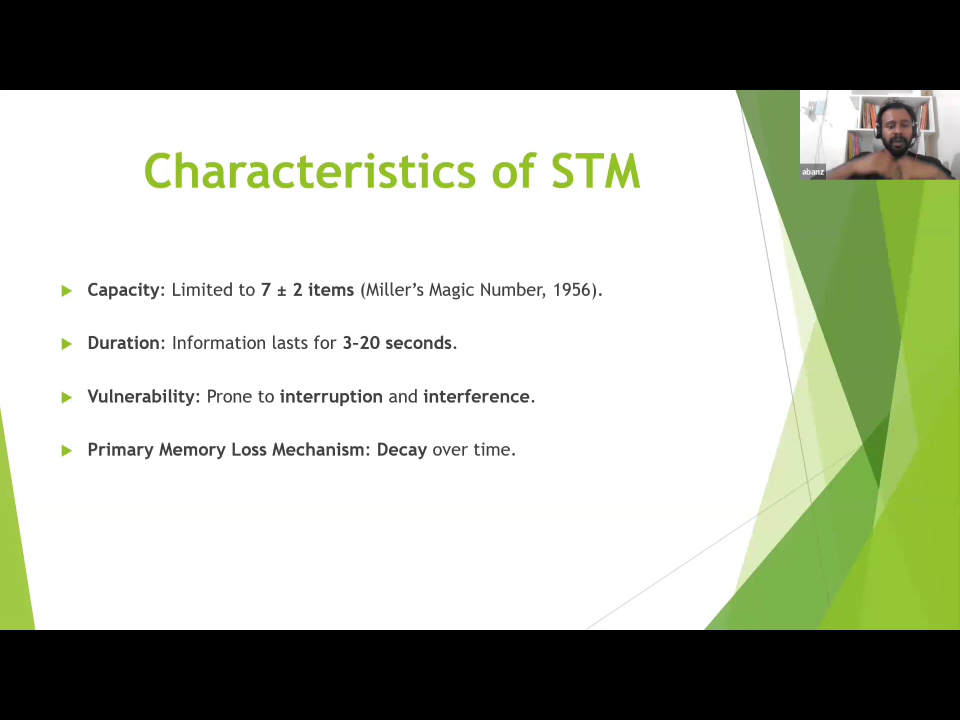 Characteristics of STM
Capacity: Limited to 7 ± 2 items (Miller’s Magic Number, 1956).
Duration: Information lasts for 3–20 seconds.
Vulnerability: Prone to interruption and interference.
Primary Memory Loss Mechanism: Decay over time.
abanz